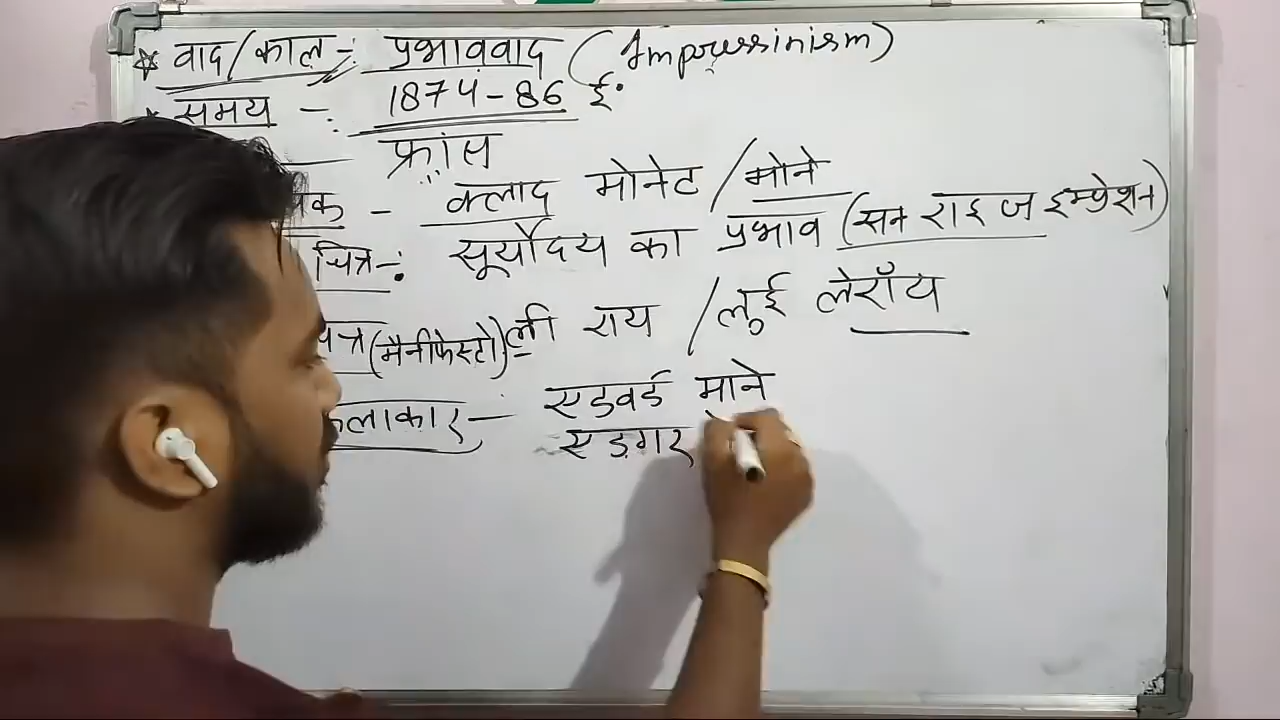 * वाद/काल :- प्रभाववाद (Impressinism)
* समय - : 1874-86 ई.
फ्रांस
क - क्लाद मोनेट / मोने
चित्र-: सूर्योदय का प्रभाव (सन राइज इम्प्रेशन)
त्र (मैनीफेस्टो)- ली राय / लुई लेरॉय
कलाकार - एडवर्ड माने
एडगर